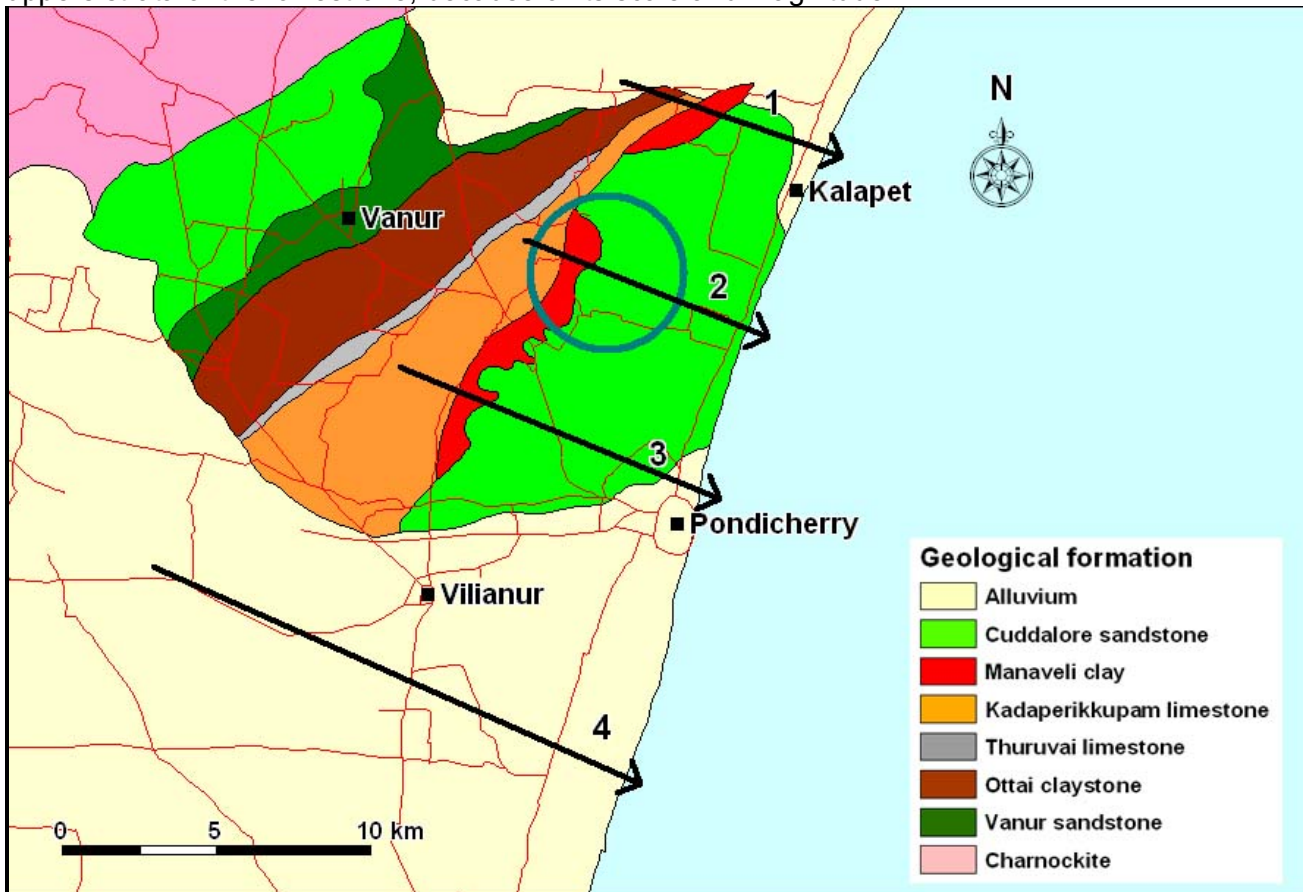 N
1
Kalapet
Vanur
2
3
Pondicherry
Vilianur
4
0 5 10 km
Geological formation
Alluvium
Cuddalore sandstone
Manaveli clay
Kadaperikkupam limestone
Thuruvai limestone
Ottai claystone
Vanur sandstone
Charnockite